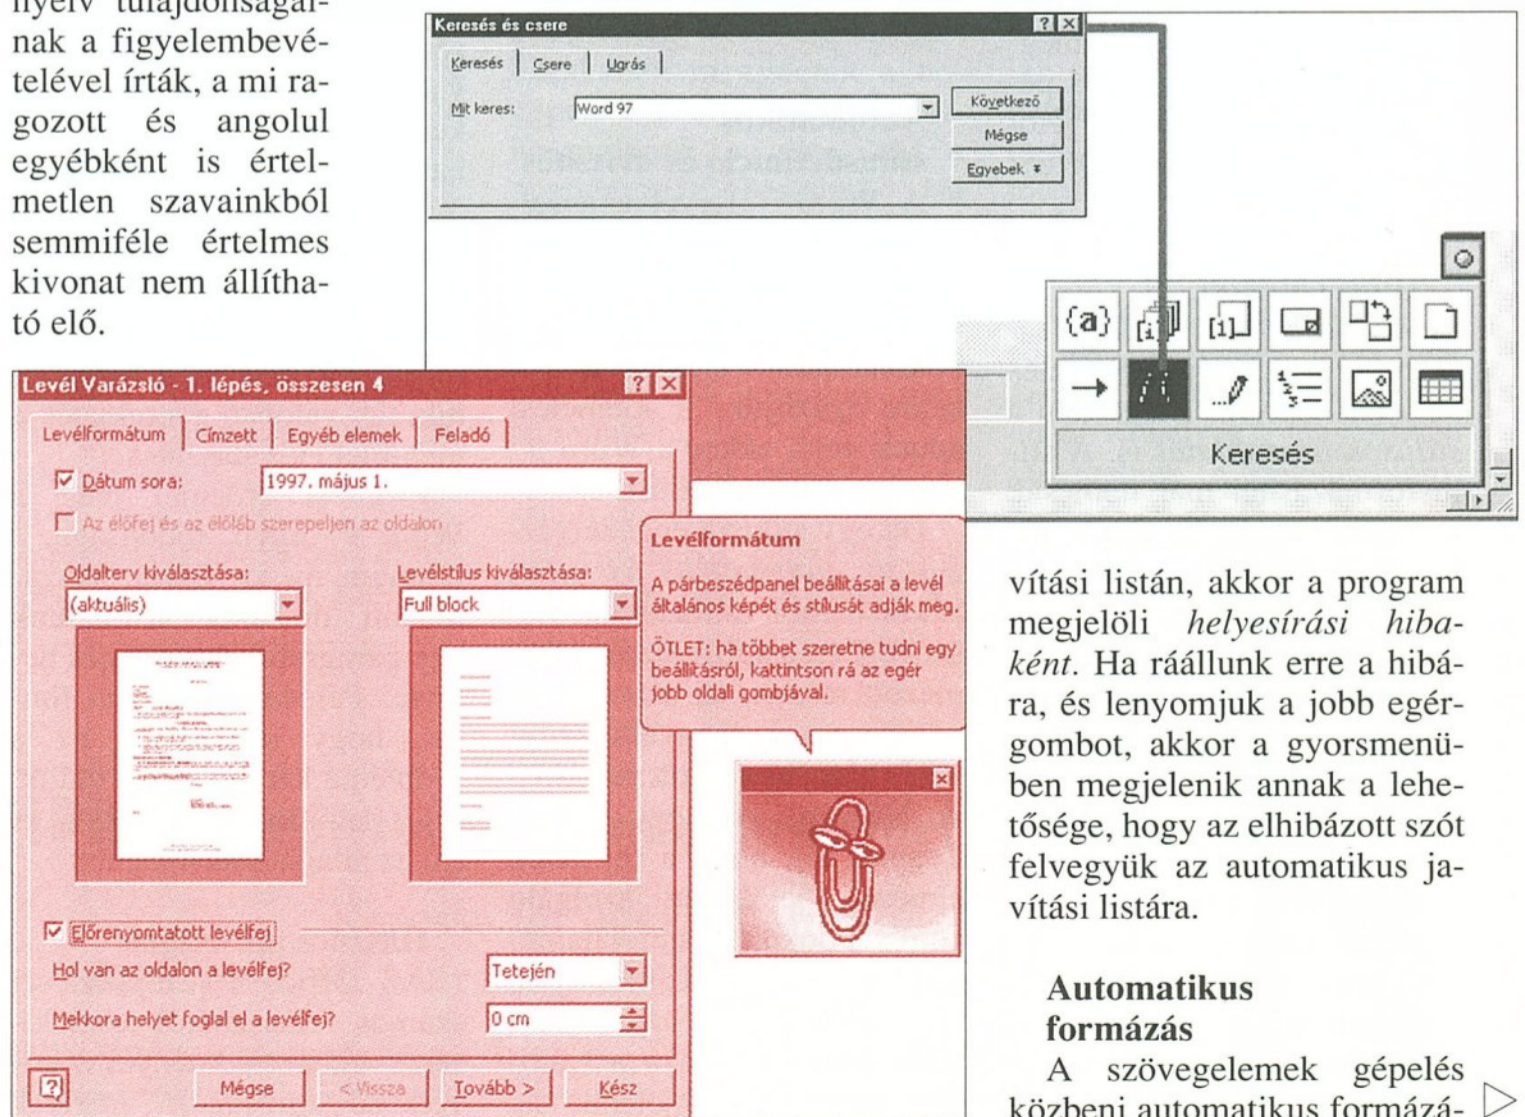 nyelv tulajdonságai-
nak a figyelembevé-
telével írták, a mi ra-
gozott és angolul
egyébként is értel-
metlen szavainkból
semmiféle értelmes
kivonat nem állítha-
tó elő.
Keresés és csere
Keresés Csere Ugrás
Mit keres: Word 97 Következő
Mégse
Egyebek
{a} [i] [i]
Keresés
Levél Varázsló - 1. lépés, összesen 4
Levélformátum Címzett Egyéb elemek Feladó
Dátum sora: 1997. május 1.
Az élőfej és az élőláb szerepeljen az oldalon
Oldalterv kiválasztása: Levélstílus kiválasztása:
(aktuális) Full block
Előrenyomtatott levélfej
Hol van az oldalon a levélfej? Tetején
Mekkora helyet foglal el a levélfej? 0 cm
Mégse < Vissza Tovább > Kész
Levélformátum
A párbeszédpanel beállításai a levél
általános képét és stílusát adják meg.
ÖTLET: ha többet szeretne tudni egy
beállításról, kattintson rá az egér
jobb oldali gombjával.
vítási listán, akkor a program
megjelöli helyesírási hiba-
ként. Ha ráállunk erre a hibá-
ra, és lenyomjuk a jobb egér-
gombot, akkor a gyorsmenü-
ben megjelenik annak a lehe-
tősége, hogy az elhibázott szót
felvegyük az automatikus ja-
vítási listára.
Automatikus
formázás
A szövegelemek gépelés
közbeni automatikus formázá-